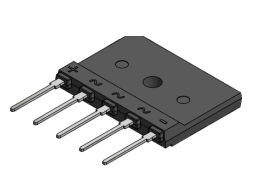 + ~ ~ ~ -